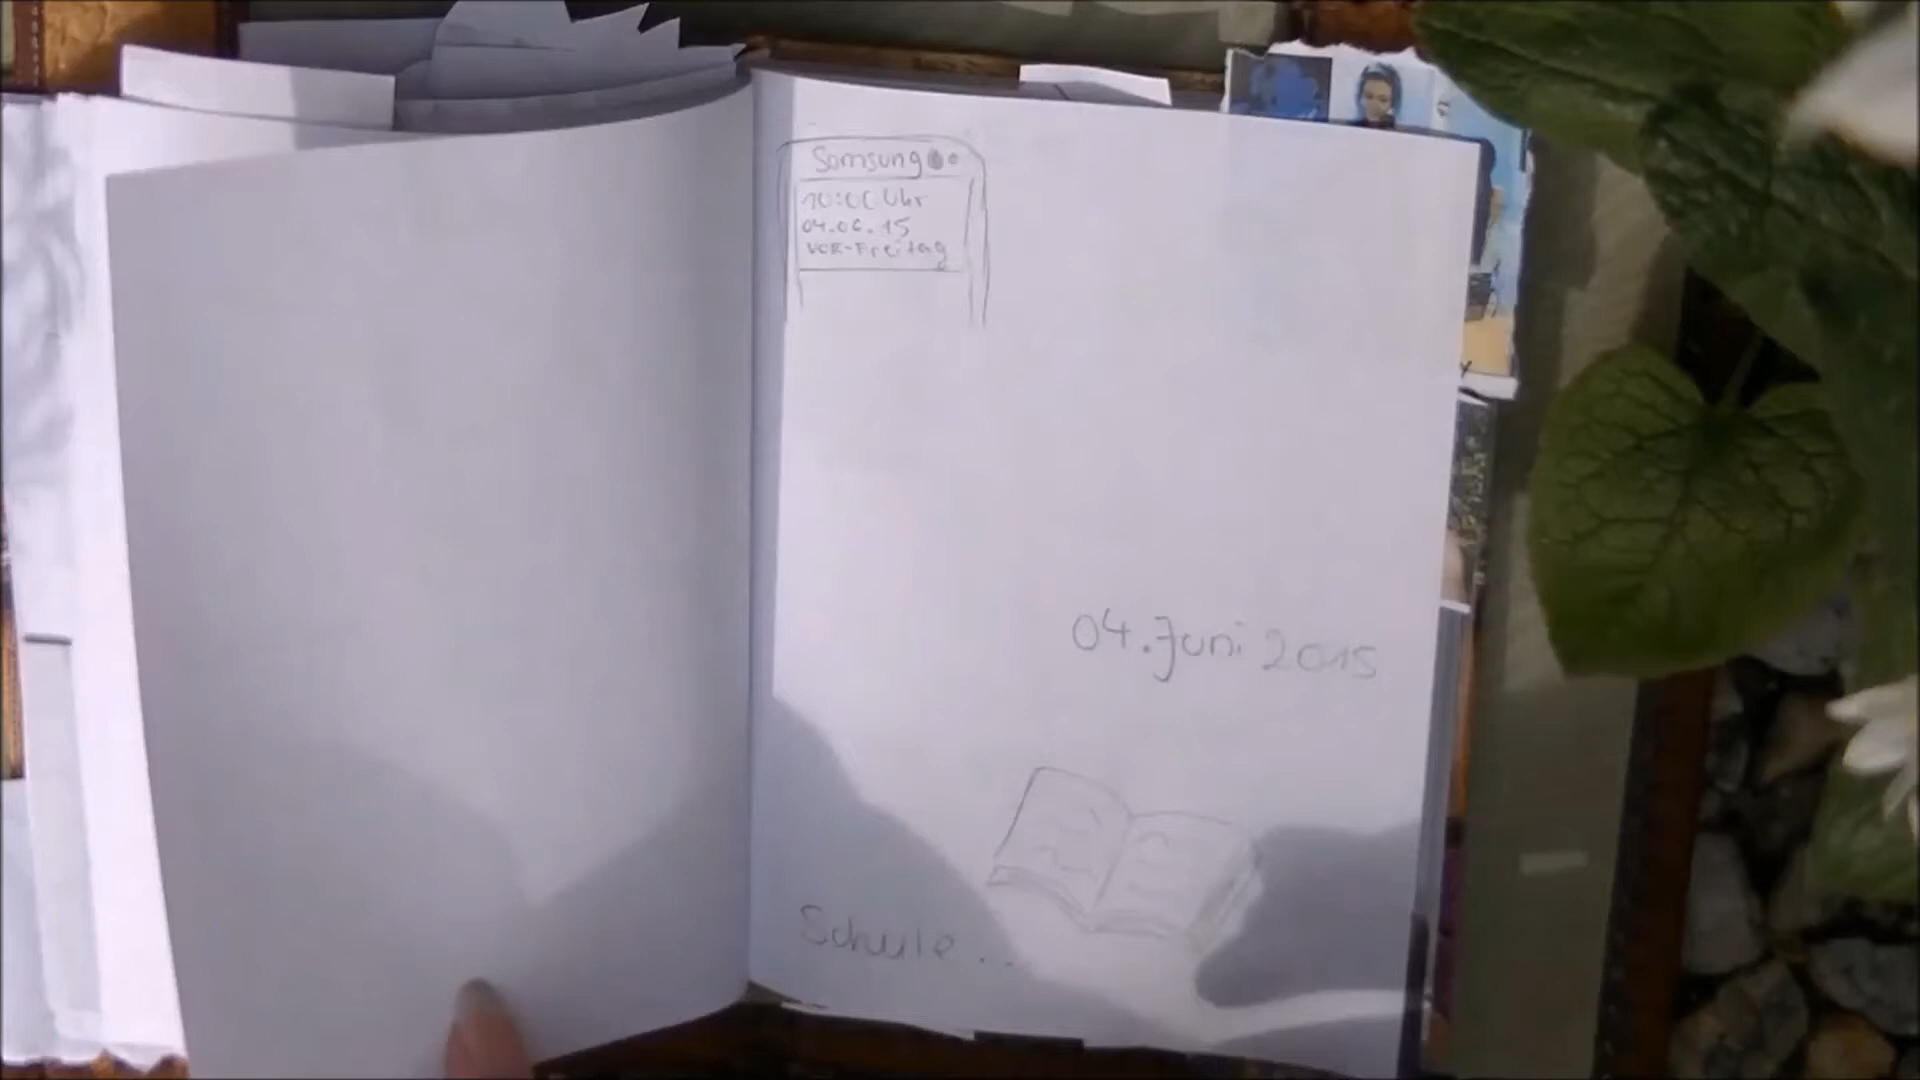 Samsung
10:00 Uhr
04.06.15
VOR-Freitag
04. Juni 2015
Schule...